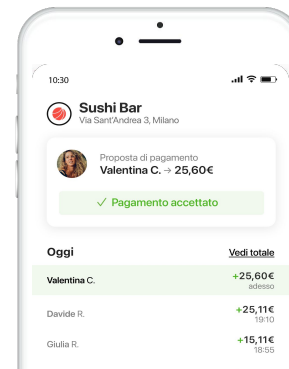 10:30
Sushi Bar
Via Sant'Andrea 3, Milano
Proposta di pagamento
Valentina C. → 25,60€
✓ Pagamento accettato
Oggi Vedi totale
Valentina C. +25,60€
adesso
Davide R. +25,11€
19:10
Giulia R. +15,11€
18:55